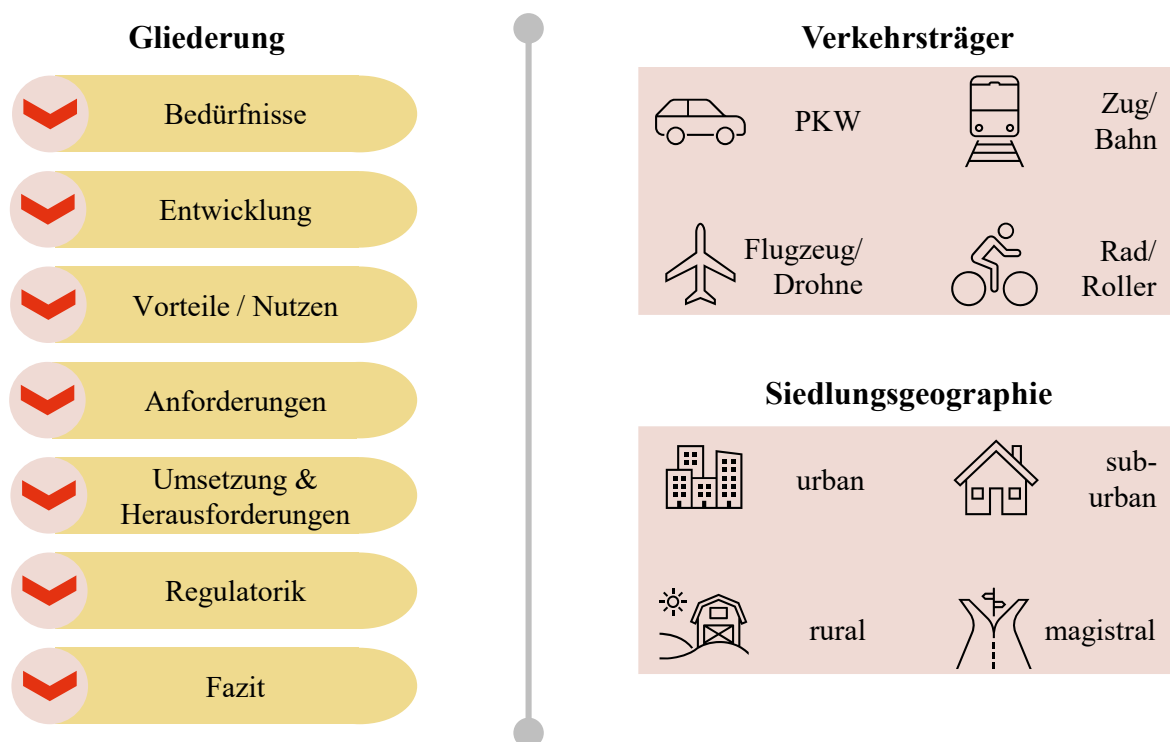 Gliederung
Bedürfnisse
Entwicklung
Vorteile / Nutzen
Anforderungen
Umsetzung &
Herausforderungen
Regulatorik
Fazit
Verkehrsträger
PKW
Zug/
Bahn
Flugzeug/
Drohne
Rad/
Roller
Siedlungsgeographie
urban
sub-
urban
rural
magistral